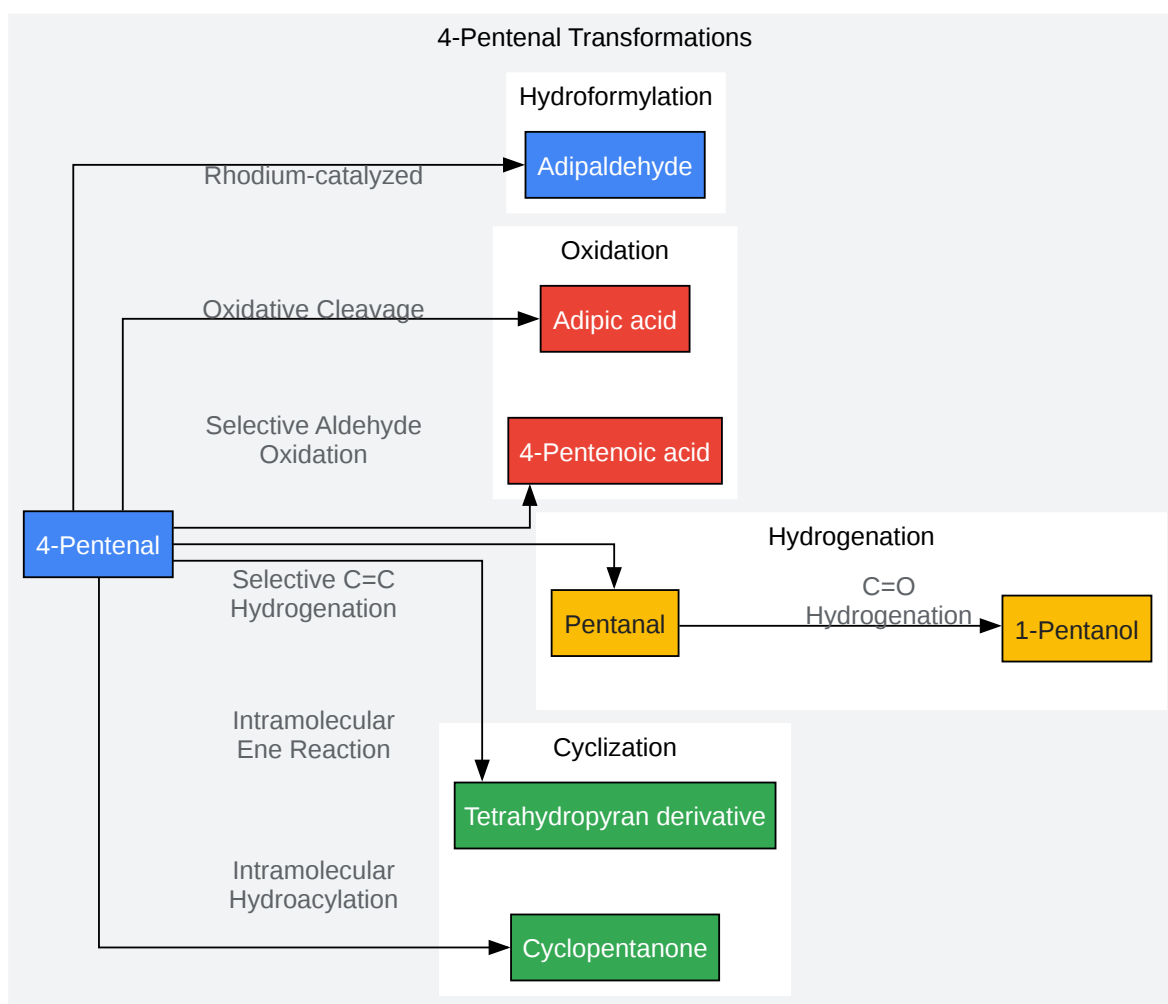 4-Pentenal Transformations
Hydroformylation
Adipaldehyde
Rhodium-catalyzed
Oxidation
Oxidative Cleavage
Adipic acid
Selective Aldehyde
Oxidation
4-Pentenoic acid
4-Pentenal
Hydrogenation
Selective C=C
Hydrogenation
Pentanal
C=O
Hydrogenation
1-Pentanol
Intramolecular
Ene Reaction
Cyclization
Tetrahydropyran derivative
Intramolecular
Hydroacylation
Cyclopentanone